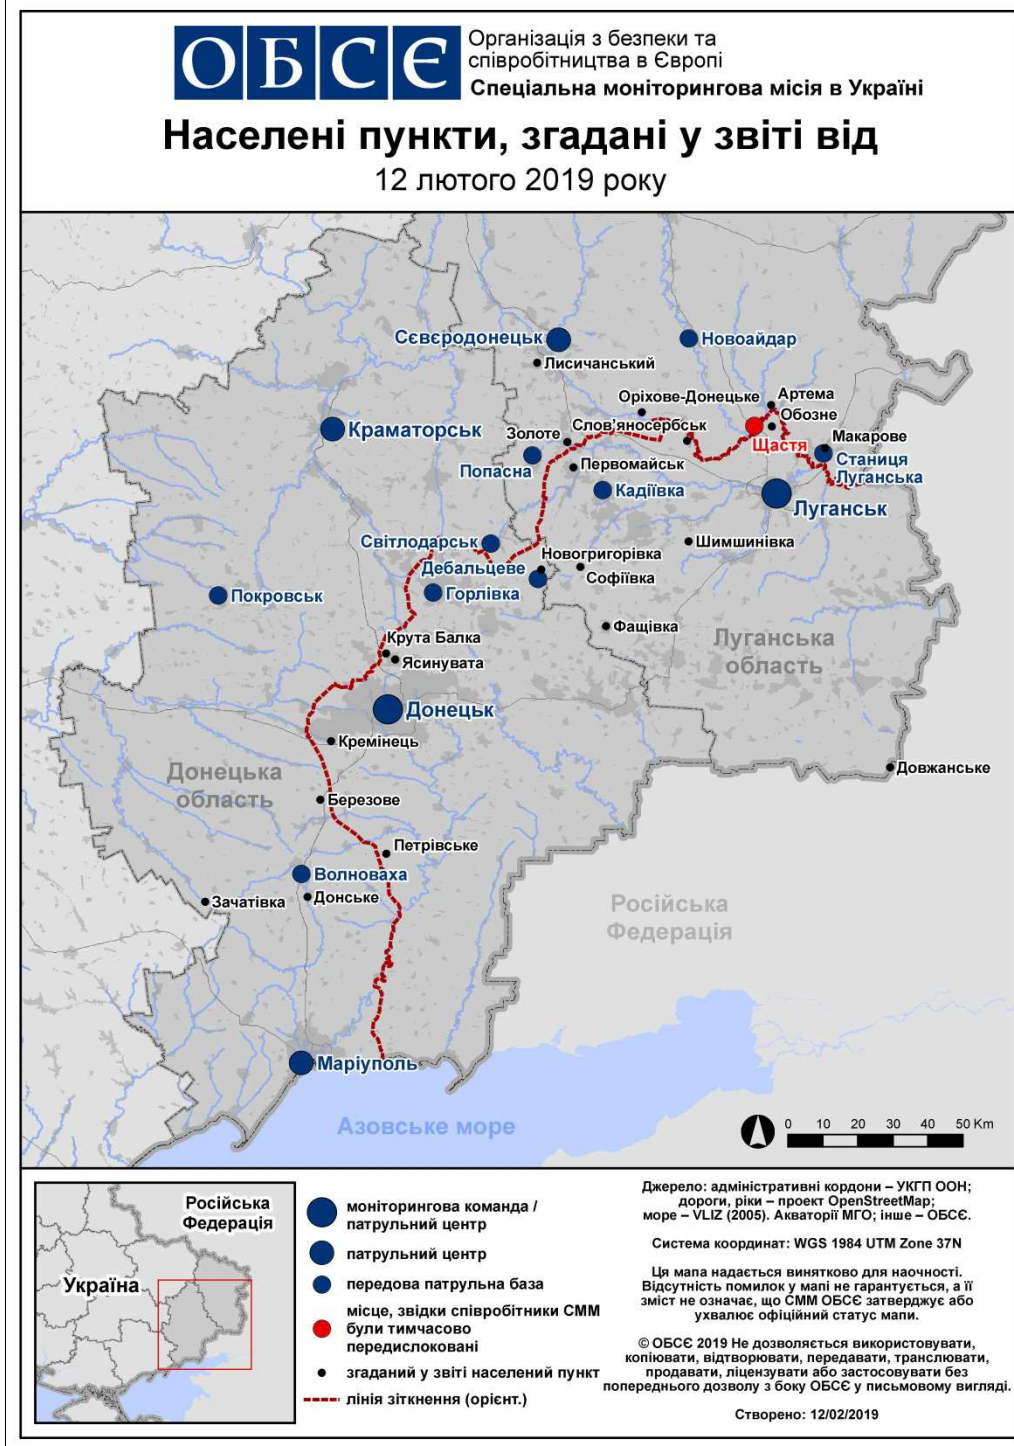 ОБСЄ
Організація з безпеки та
співробітництва в Європі
Спеціальна моніторингова місія в Україні
Населені пункти, згадані у звіті від
12 лютого 2019 року
Сєвєродонецьк
Новоайдар
Лисичанський
Оріхове-Донецьке
Артема
Обозне
Краматорськ
Золоте
Слов'яносербськ
Щастя
Макарове
Попасна
Первомайськ
Станиця
Луганська
Кадіївка
Луганськ
Світлодарськ
Новогригорівка
Шимшинівка
Дебальцеве
Софіївка
Покровськ
Горлівка
Фащівка
Крута Балка
Ясинувата
Луганська
область
Донецьк
Кремінець
Донецька
область
Довжанське
Березове
Петрівське
Волноваха
Зачатівка
Донське
Російська
Федерація
Маріуполь
Азовське море
0 10 20 30 40 50 Km
Російська
Федерація
Україна
моніторингова команда /
патрульний центр
патрульний центр
передова патрульна база
місце, звідки співробітники СММ
були тимчасово
передислоковані
згаданий у звіті населений пункт
лінія зіткнення (орієнт.)
Джерело: адміністративні кордони – УКГП ООН;
дороги, ріки – проект OpenStreetMap;
море – VLIZ (2005). Акваторії МГО; інше – ОБСЄ.
Система координат: WGS 1984 UTM Zone 37N
Ця мапа надається винятково для наочності.
Відсутність помилок у мапі не гарантується, а її
зміст не означає, що СММ ОБСЄ затверджує або
ухвалює офіційний статус мапи.
© ОБСЄ 2019 Не дозволяється використовувати,
копіювати, відтворювати, передавати, транслювати,
продавати, ліцензувати або застосовувати без
попереднього дозволу з боку ОБСЄ у письмовому вигляді.
Створено: 12/02/2019